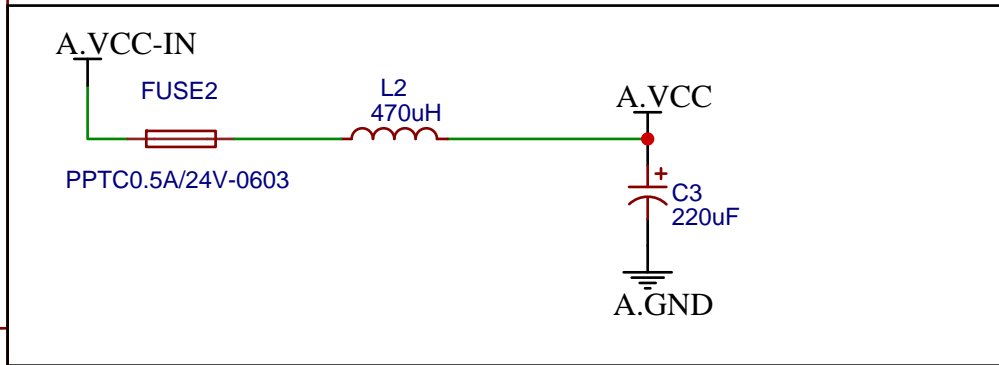 A.VCC-IN
FUSE2
PPTC0.5A/24V-0603
L2
470uH
A.VCC
+
C3
220uF
A.GND